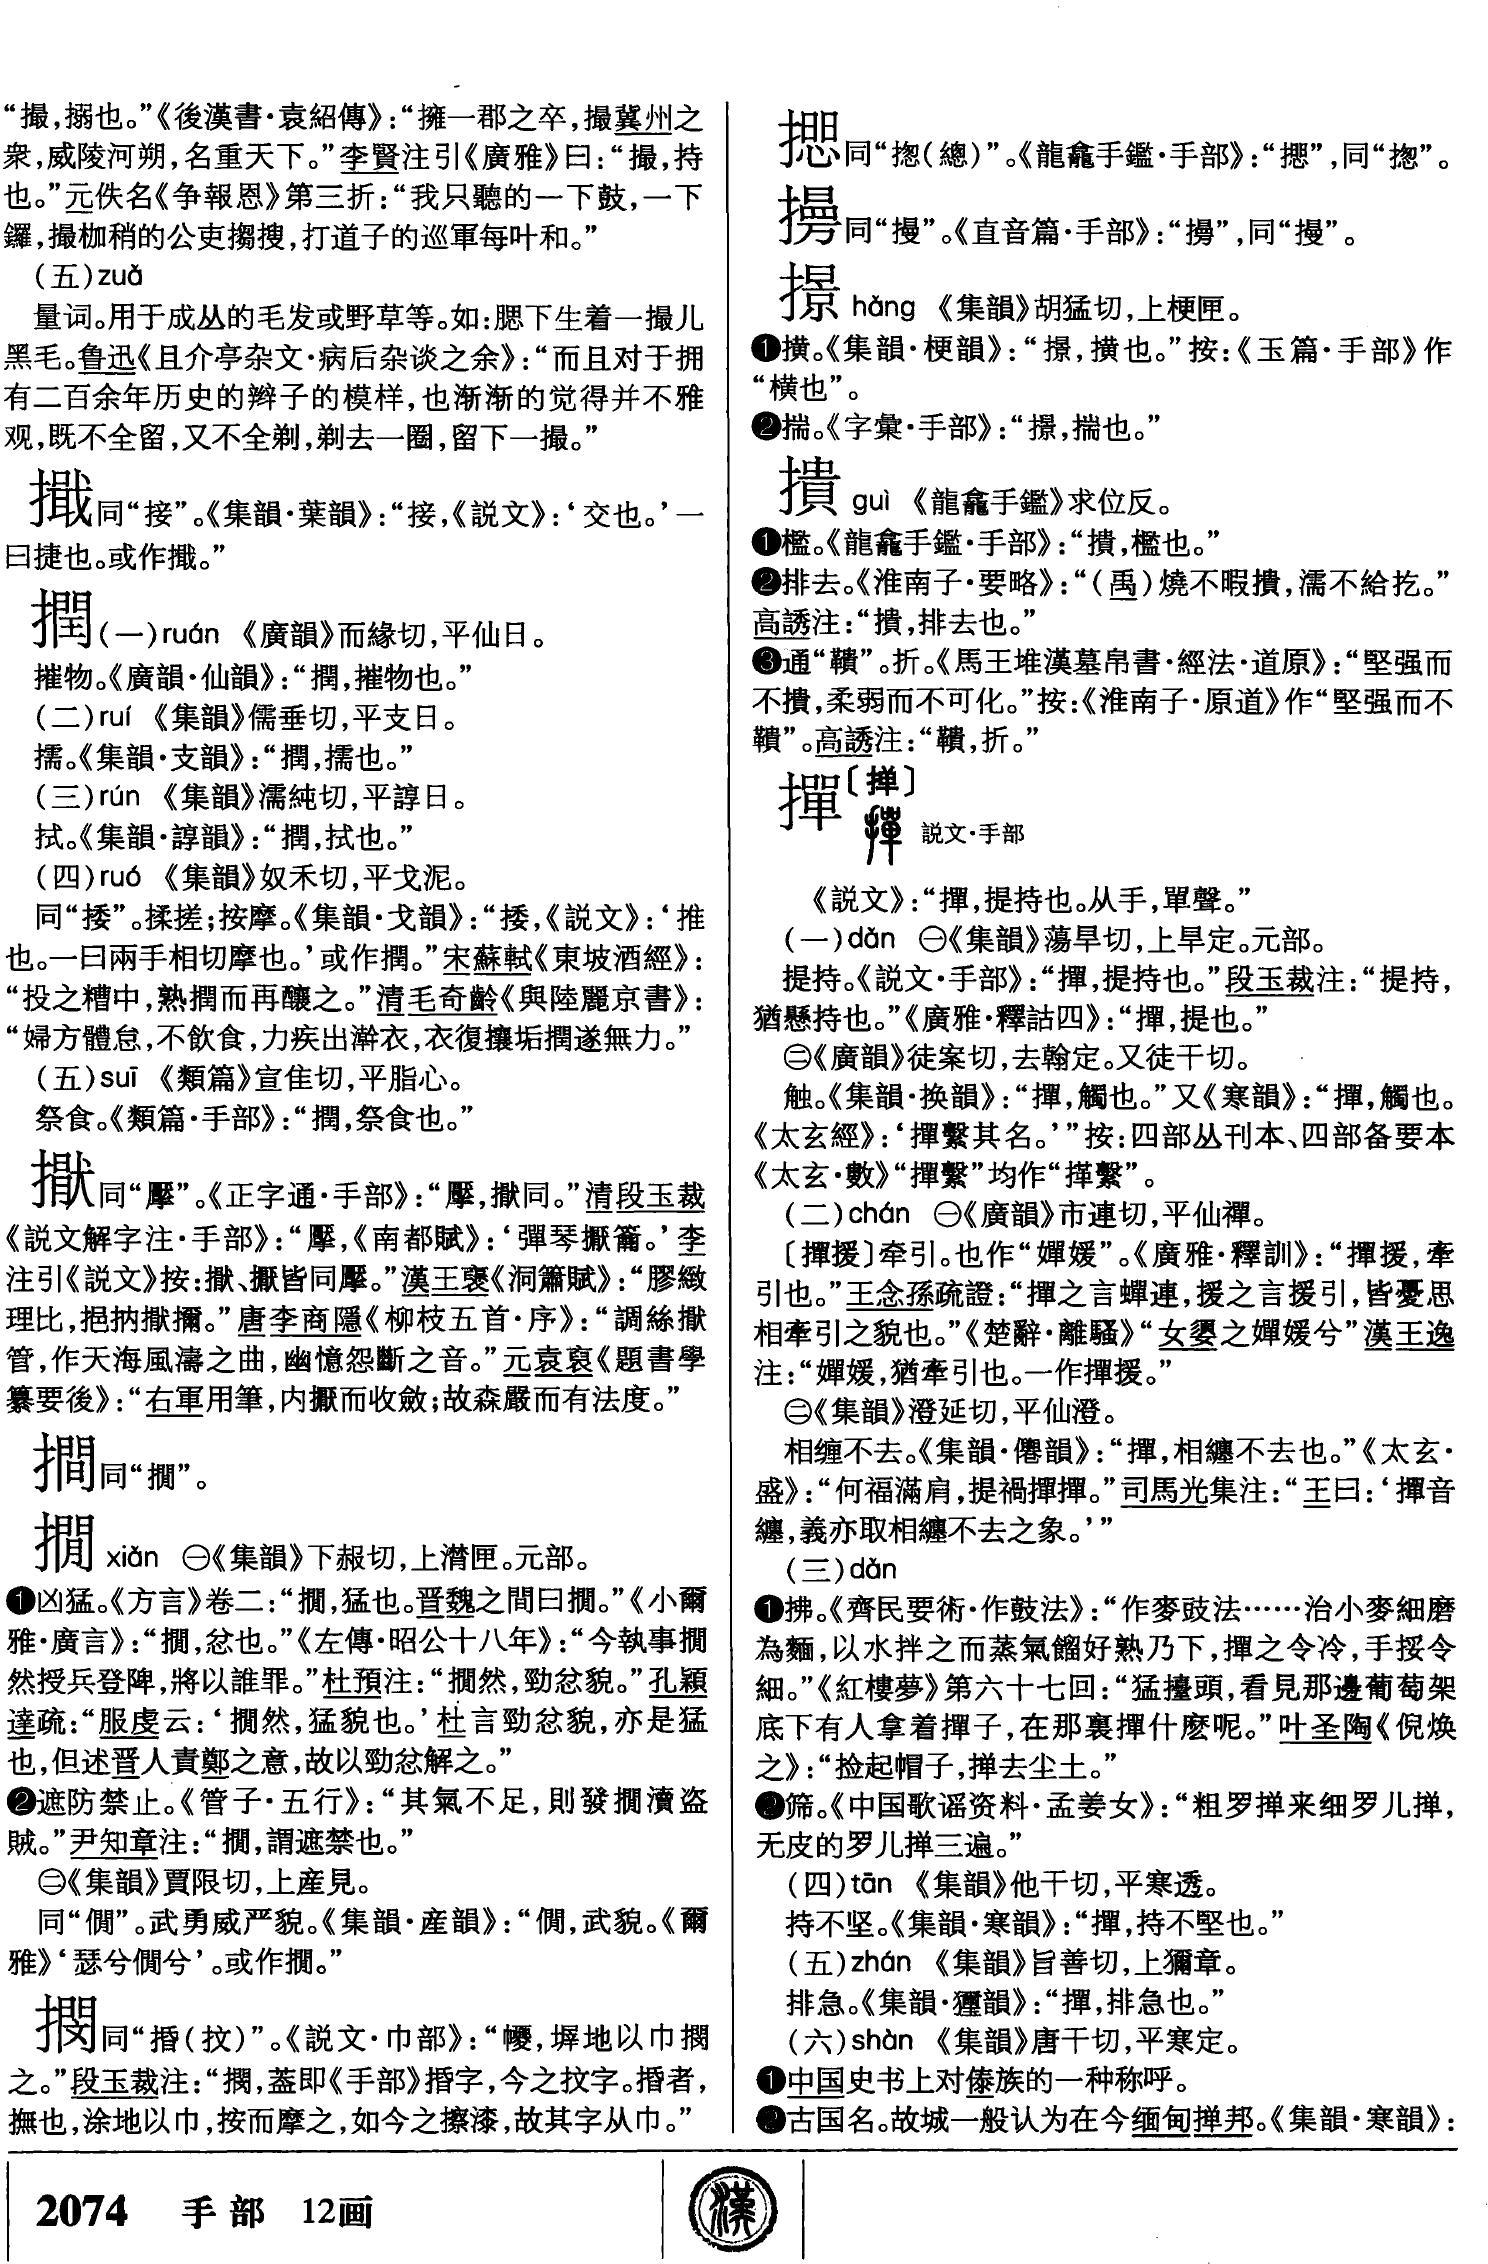 “撮，搦也。”《後漢書·袁紹傳》：“擁一郡之卒，撮冀州之
衆，威陵河朔，名重天下。”李賢注引《廣雅》曰：“撮，持
也。”元佚名《争報恩》第三折：“我只聽的一下鼓，一下
鑼，撮枷稍的公吏搊搜，打道子的巡軍每叶和。”
（五）zuǎ
量词。用于成丛的毛发或野草等。如：腮下生着一撮儿
黑毛。鲁迅《且介亭杂文·病后杂谈之余》：“而且对于拥
有二百余年历史的辫子的模样，也渐渐的觉得并不雅
观，既不全留，又不全剃，剃去一圈，留下一撮。”
同“接”。《集韻·葉韻》：“接，《説文》：‘交也。’一
曰捷也。或作。”
撋（一）ruán 《廣韻》而緣切，平仙日。
摧物。《廣韻·仙韻》：“撋，摧物也。”
（二）ruí 《集韻》儒垂切，平支日。
擩。《集韻·支韻》：“撋，擩也。”
（三）rún 《集韻》濡純切，平諄日。
拭。《集韻·諄韻》：“撋，拭也。”
（四）ruó 《集韻》奴禾切，平戈泥。
同“捼”。揉搓；按摩。《集韻·戈韻》：“捼，《説文》：‘推
也。一曰兩手相切摩也。’或作撋。”宋蘇軾《東坡酒經》：
“投之糟中，熟撋而再釀之。”清毛奇齡《與陸麗京書》：
“婦方體怠，不飲食，力疾出澣衣，衣復攘垢撋遂無力。”
（五）suī 《類篇》宣隹切，平脂心。
祭食。《類篇·手部》：“撋，祭食也。”
㩎同“擪”。《正字通·手部》：“擪，㩎同。”清段玉裁
《説文解字注·手部》：“擪，《南都賦》：‘彈琴擫籥。’李
注引《説文》按：㩎、擫皆同擪。”漢王襃《洞簫賦》：“膠緻
理比，挹抐㩎㩶。”唐李商隱《柳枝五首·序》：“調絲㩎
管，作天海風濤之曲，幽憶怨斷之音。”元袁裒《題書學
纂要後》：“右軍用筆，内擫而收斂；故森嚴而有法度。”
撊同“撊”。
撊 xiǎn ㊀《集韻》下赧切，上潸匣。元部。
❶凶猛。《方言》卷二：“撊，猛也。晋魏之間曰撊。”《小爾
雅·廣言》：“撊，忿也。”《左傳·昭公十八年》：“今執事撊
然授兵登陴，將以誰罪。”杜預注：“撊然，勁忿貌。”孔穎
達疏：“服虔云：‘撊然，猛貌也。’杜言勁忿貌，亦是猛
也，但述晋人責鄭之意，故以勁忿解之。”
❷遮防禁止。《管子·五行》：“其氣不足，則發撊瀆盗
賊。”尹知章注：“撊，謂遮禁也。”
㊁《集韻》賈限切，上産見。
同“僩”。武勇威严貌。《集韻·産韻》：“僩，武貌。《爾
雅》‘瑟兮僩兮’。或作撊。”
㨉同“捪（抆）”。《説文·巾部》：“㡓，墀地以巾㨉
之。”段玉裁注：“㨉，蓋即《手部》捪字，今之抆字。捪者，
撫也，涂地以巾，按而摩之，如今之擦漆，故其字从巾。”
摠同“揔（總）”。《龍龕手鑑·手部》：“摠”，同“揔”。
㩒同“摱”。《直音篇·手部》：“”，同“摱”。
撔 hǎng 《集韻》胡猛切，上梗匣。
❶撗。《集韻·梗韻》：“撔，撗也。”按：《玉篇·手部》作
“橫也”。
❷揣。《字彙·手部》：“撔，揣也。”
撌 guì 《龍龕手鑑》求位反。
❶㩜。《龍龕手鑑·手部》：“撌，㩜也。”
❷排去。《淮南子·要略》：“（禹）燒不暇撌，濡不給扢。”
高誘注：“撌，排去也。”
❸通“鞼”。折。《馬王堆漢墓帛書·經法·道原》：“堅强而
不撌，柔弱而不可化。”按：《淮南子·原道》作“堅强而不
鞼”。高誘注：“鞼，折。”
撣〔掸〕
説文·手部
《説文》：“撣，提持也。从手，單聲。”
（一）dǎn ㊀《集韻》蕩旱切，上旱定。元部。
提持。《説文·手部》：“撣，提持也。”段玉裁注：“提持，
猶懸持也。”《廣雅·釋詁四》：“撣，提也。”
㊁《廣韻》徒案切，去翰定。又徒干切。
触。《集韻·换韻》：“撣，觸也。”又《寒韻》：“撣，觸也。
《太玄經》：‘撣繫其名。’”按：四部丛刊本、四部备要本
《太玄·數》“撣繫”均作“𢴈繫”。
（二）chán ㊀《廣韻》市連切，平仙禪。
〔撣援〕牵引。也作“嬋媛”。《廣雅·釋訓》：“撣援，牽
引也。”王念孫疏證：“撣之言蟬連，援之言援引，皆憂思
相牽引之貌也。”《楚辭·離騷》“女嬃之嬋媛兮”漢王逸
注：“嬋媛，猶牽引也。一作撣援。”
㊁《集韻》澄延切，平仙澄。
相缠不去。《集韻·僊韻》：“撣，相纏不去也。”《太玄·
盛》：“何福滿肩，提禍撣撣。”司馬光集注：“王曰：‘撣音
纏，義亦取相纏不去之象。’”
（三）dǎn
❶拂。《齊民要術·作鼓法》：“作麥豉法……治小麥細磨
為麵，以水拌之而蒸氣餾好熟乃下，撣之令冷，手挼令
細。”《紅樓夢》第六十七回：“猛擡頭，看見那邊葡萄架
底下有人拿着撣子，在那裏撣什麽呢。”叶圣陶《倪焕
之》：“捡起帽子，掸去尘土。”
❷筛。《中国歌谣资料·孟姜女》：“粗罗掸来细罗儿掸，
无皮的罗儿掸三遍。”
（四）tān 《集韻》他干切，平寒透。
持不坚。《集韻·寒韻》：“撣，持不堅也。”
（五）zhán 《集韻》旨善切，上獮章。
排急。《集韻·㺖韻》：“撣，排急也。”
（六）shàn 《集韻》唐干切，平寒定。
❶中国史书上对傣族的一种称呼。
❷古国名。故城一般认为在今缅甸掸邦。《集韻·寒韻》：
2074 手部 12画
漢